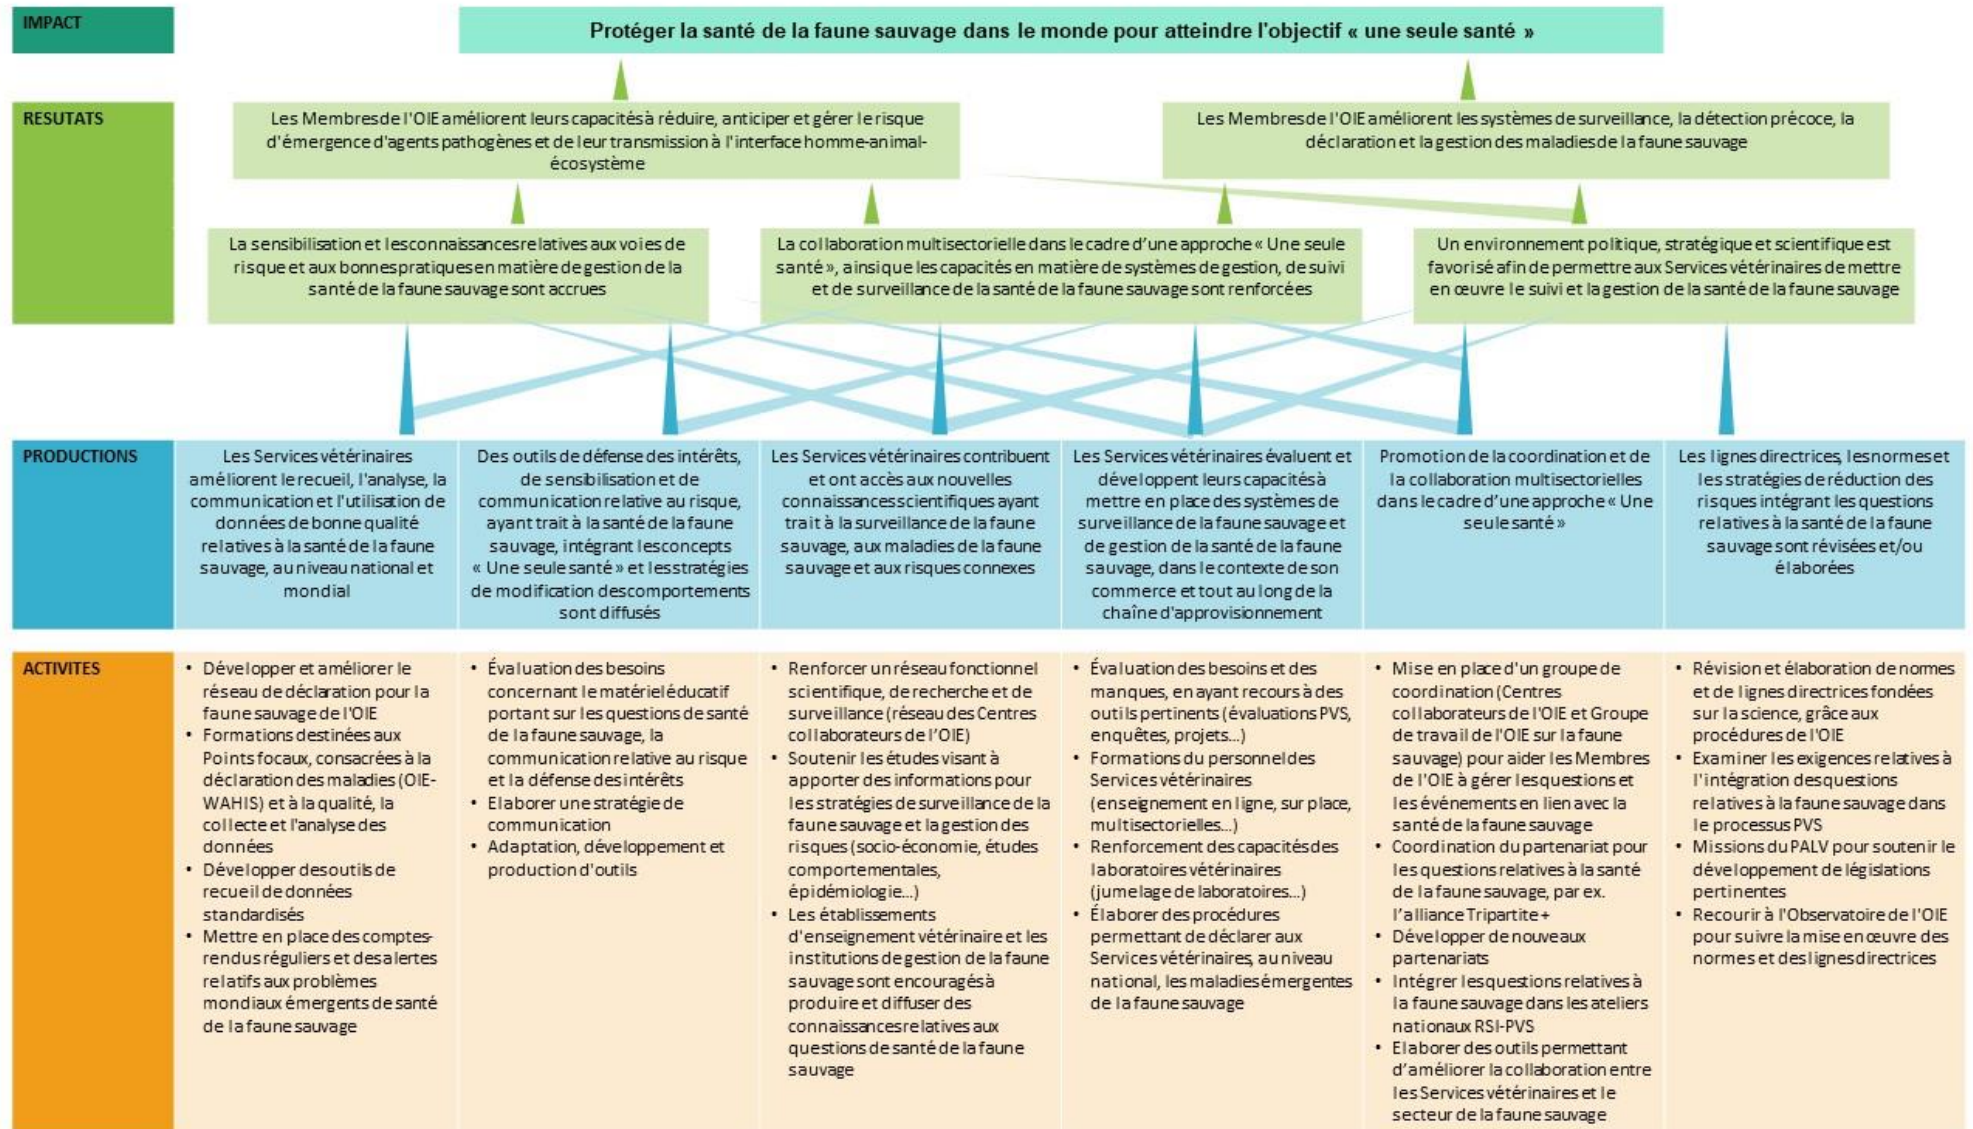 IMPACT
Protéger la santé de la faune sauvage dans le monde pour atteindre l'objectif « une seule santé »
RESUTATS
Les Membres de l'OIE améliorent leurs capacités à réduire, anticiper et gérer le risque
d'émergence d'agents pathogènes et de leur transmission à l'interface homme-animal-
écosystème
Les Membres de l'OIE améliorent les systèmes de surveillance, la détection précoce, la
déclaration et la gestion des maladies de la faune sauvage
La sensibilisation et les connaissances relatives aux voies de
risque et aux bonnes pratiques en matière de gestion de la
santé de la faune sauvage sont accrues
La collaboration multisectorielle dans le cadre d'une approche « Une seule
santé », ainsi que les capacités en matière de systèmes de gestion, de suivi
et de surveillance de la santé de la faune sauvage sont renforcées
Un environnement politique, stratégique et scientifique est
favorisé afin de permettre aux Services vétérinaires de mettre
en œuvre le suivi et la gestion de la santé de la faune sauvage
PRODUCTIONS
Les Services vétérinaires
améliorent le recueil, l'analyse, la
communication et l'utilisation de
données de bonne qualité
relatives à la santé de la faune
sauvage, au niveau national et
mondial
Des outils de défense des intérêts,
de sensibilisation et de
communication relative au risque,
ayant trait à la santé de la faune
sauvage, intégrant les concepts
« Une seule santé » et les stratégies
de modification des comportements
sont diffusés
Les Services vétérinaires contribuent
et ont accès aux nouvelles
connaissances scientifiques ayant
trait à la surveillance de la faune
sauvage, aux maladies de la faune
sauvage et aux risques connexes
Les Services vétérinaires évaluent et
développent leurs capacités à
mettre en place des systèmes de
surveillance de la faune sauvage et
de gestion de la santé de la faune
sauvage, dans le contexte de son
commerce et tout au long de la
chaîne d'approvisionnement
Promotion de la coordination et de
la collaboration multisectorielles
dans le cadre d'une approche « Une
seule santé »
Les lignes directrices, les normes et
les stratégies de réduction des
risques intégrant les questions
relatives à la santé de la faune
sauvage sont révisées et/ou
élaborées
ACTIVITES
• Développer et améliorer le
réseau de déclaration pour la
faune sauvage de l'OIE
• Formations destinées aux
Points focaux, consacrées à la
déclaration des maladies (OIE-
WAHIS) et à la qualité, la
collecte et l'analyse des
données
• Développer des outils de
recueil de données
standardisés
• Mettre en place des comptes-
rendus réguliers et des alertes
relatifs aux problèmes
mondiaux émergents de santé
de la faune sauvage
• Évaluation des besoins
concernant le matériel éducatif
portant sur les questions de santé
de la faune sauvage, la
communication relative au risque
et la défense des intérêts
• Elaborer une stratégie de
communication
• Adaptation, développement et
production d'outils
• Renforcer un réseau fonctionnel
scientifique, de recherche et de
surveillance (réseau des Centres
collaborateurs de l'OIE)
• Soutenir les études visant à
apporter des informations pour
les stratégies de surveillance de la
faune sauvage et la gestion des
risques (socio-économie, études
comportementales,
épidémiologie...)
• Les établissements
d'enseignement vétérinaire et les
institutions de gestion de la faune
sauvage sont encouragés à
produire et diffuser des
connaissances relatives aux
questions de santé de la faune
sauvage
• Évaluation des besoins et des
manques, en ayant recours à des
outils pertinents (évaluations PVS,
enquêtes, projets...)
• Formations du personnel des
Services vétérinaires
(enseignement en ligne, sur place,
multisectorielles...)
• Renforcement des capacités des
laboratoires vétérinaires
(jumelage de laboratoires...)
• Élaborer des procédures
permettant de déclarer aux
Services vétérinaires, au niveau
national, les maladies émergentes
de la faune sauvage
• Mise en place d'un groupe de
coordination (Centres
collaborateurs de l'OIE et Groupe
de travail de l'OIE sur la faune
sauvage) pour aider les Membres
de l'OIE à gérer les questions et
les événements en lien avec la
santé de la faune sauvage
• Coordination du partenariat pour
les questions relatives à la santé
de la faune sauvage, par ex.
l'alliance Tripartite +
• Développer de nouveaux
partenariats
• Intégrer les questions relatives à
la faune sauvage dans les ateliers
nationaux RSI-PVS
• Elaborer des outils permettant
d'améliorer la collaboration entre
les Services vétérinaires et le
secteur de la faune sauvage
• Révision et élaboration de normes
et de lignes directrices fondées
sur la science, grâce aux
procédures de l'OIE
• Examiner les exigences relatives à
l'intégration des questions
relatives à la faune sauvage dans
le processus PVS
• Missions du PALV pour soutenir le
développement de législations
pertinentes
• Recourir à l'Observatoire de l'OIE
pour suivre la mise en œuvre des
normes et des lignes directrices